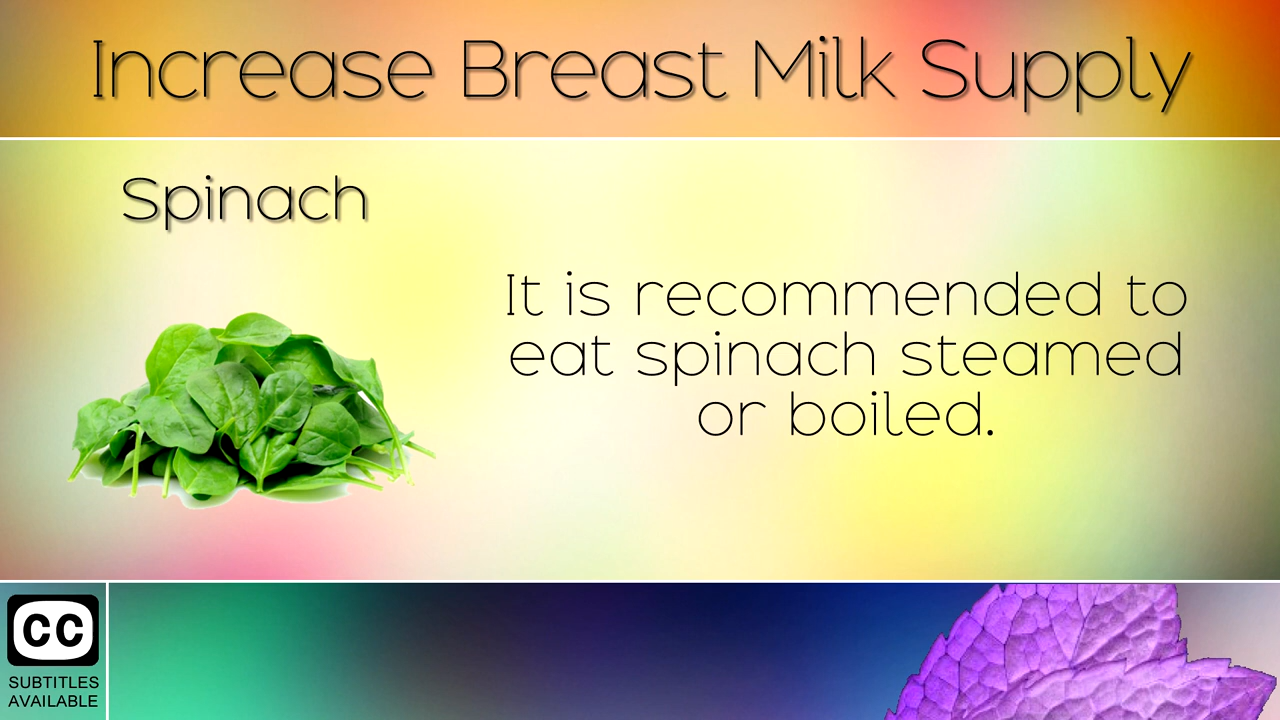 Increase Breast Milk Supply
Spinach
It is recommended to
eat spinach steamed
or boiled.
CC
SUBTITLES
AVAILABLE